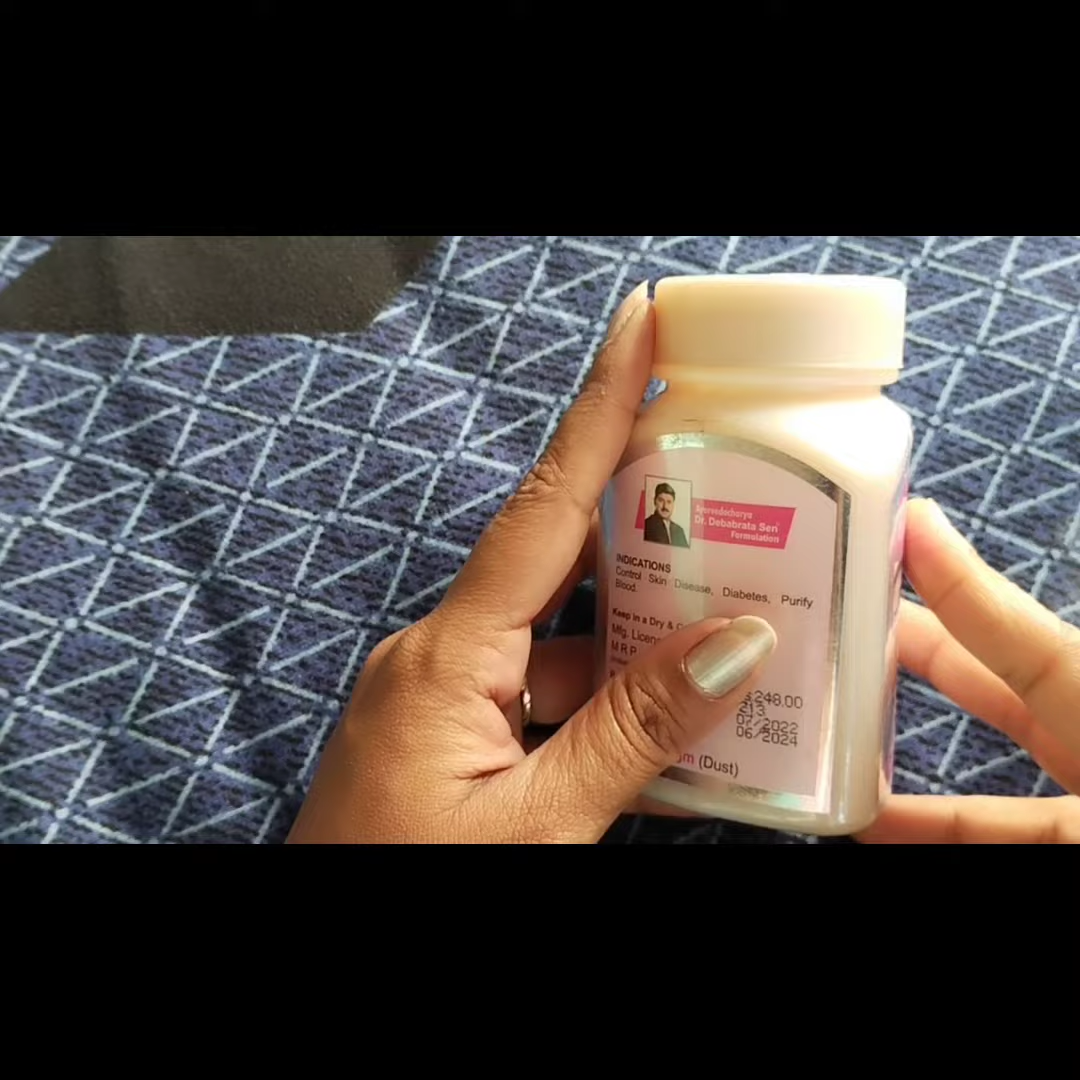 Ayurvedacharya
Dr. Debabrata Sen
Formulation
INDICATIONS
Control Skin Disease, Diabetes, Purify
Blood.
Keep in a Dry &
Mfg.
M R P
248.00
213
07/2022
06/2024
gm (Dust)